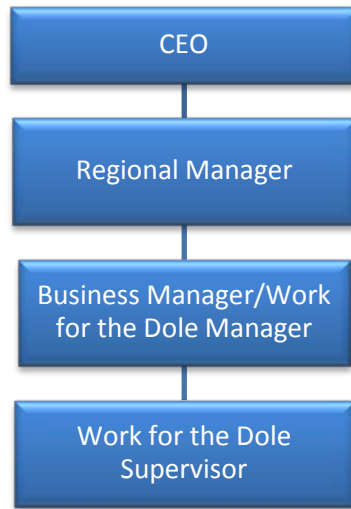 CEO
Regional Manager
Business Manager/Work
for the Dole Manager
Work for the Dole
Supervisor